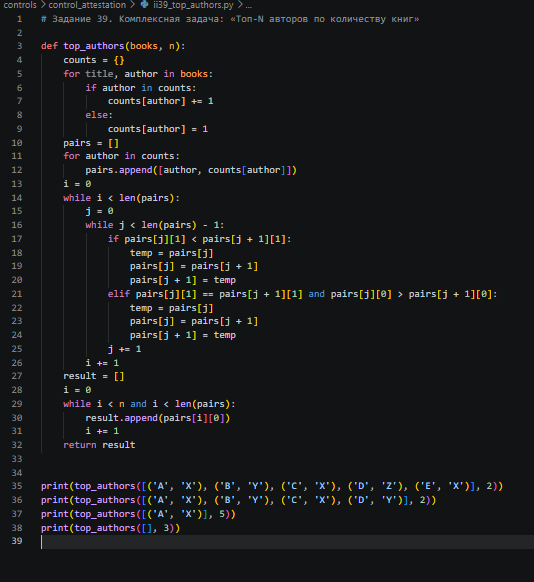 controls > control_attestation > ii39_top_authors.py > ...
1 # Задание 39. Комплексная задача: «Топ-N авторов по количеству книг»
2
3 def top_authors(books, n):
4     counts = {}
5     for title, author in books:
6         if author in counts:
7             counts[author] += 1
8         else:
9             counts[author] = 1
10     pairs = []
11     for author in counts:
12         pairs.append([author, counts[author]])
13     i = 0
14     while i < len(pairs):
15         j = 0
16         while j < len(pairs) - 1:
17             if pairs[j][1] < pairs[j + 1][1]:
18                 temp = pairs[j]
19                 pairs[j] = pairs[j + 1]
20                 pairs[j + 1] = temp
21             elif pairs[j][1] == pairs[j + 1][1] and pairs[j][0] > pairs[j + 1][0]:
22                 temp = pairs[j]
23                 pairs[j] = pairs[j + 1]
24                 pairs[j + 1] = temp
25             j += 1
26         i += 1
27     result = []
28     i = 0
29     while i < n and i < len(pairs):
30         result.append(pairs[i][0])
31         i += 1
32     return result
33
34
35 print(top_authors([('A', 'X'), ('B', 'Y'), ('C', 'X'), ('D', 'Z'), ('E', 'X')], 2))
36 print(top_authors([('A', 'X'), ('B', 'Y'), ('C', 'X'), ('D', 'Y')], 2))
37 print(top_authors([('A', 'X')], 5))
38 print(top_authors([], 3))
39